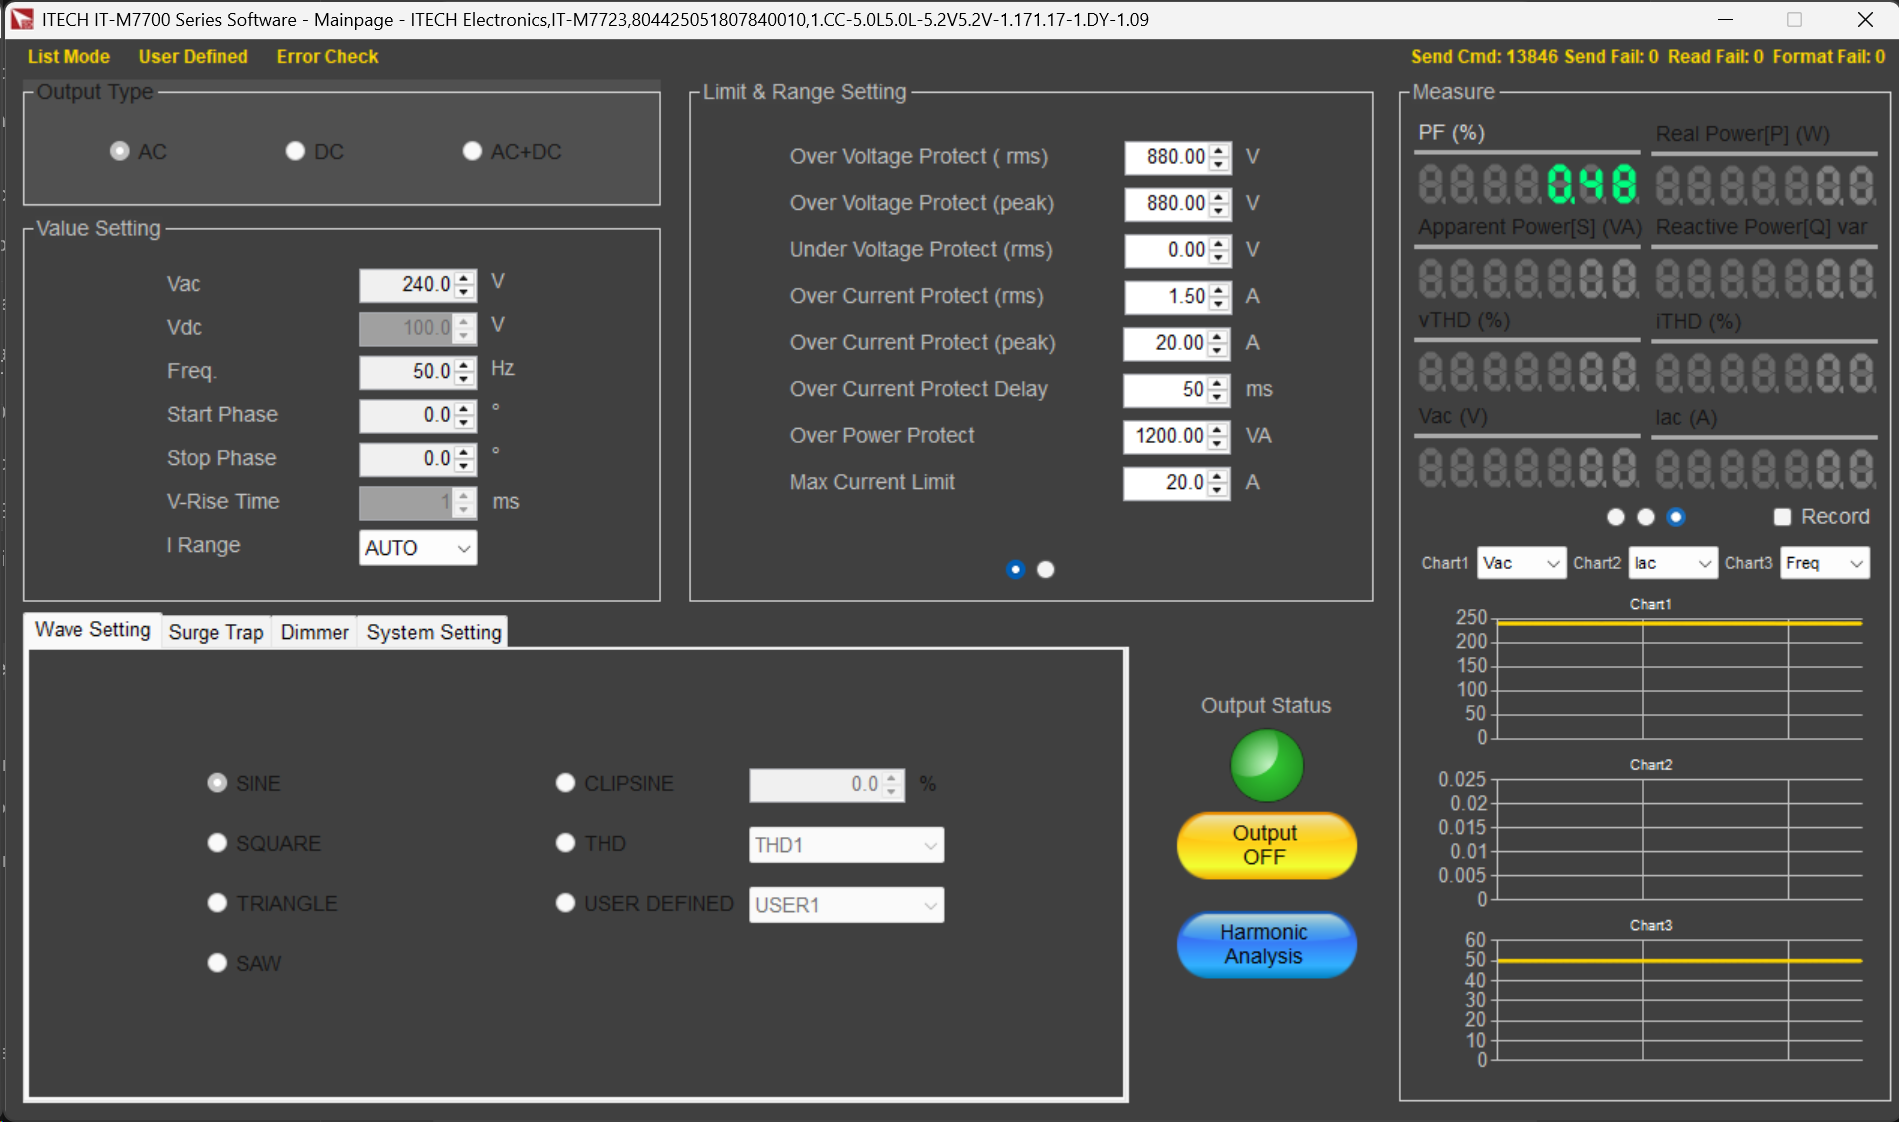 ITECH IT-M7700 Series Software - Mainpage - ITECH Electronics,IT-M7723,804425051807840010,1.CC-5.0L5.0L-5.2V5.2V-1.171.17-1.DY-1.09
List Mode User Defined Error Check
Send Cmd: 13846 Send Fail: 0 Read Fail: 0 Format Fail: 0
Output Type
AC DC AC+DC
Value Setting
Vac 240.0 V
Vdc 100.0 V
Freq. 50.0 Hz
Start Phase 0.0 °
Stop Phase 0.0 °
V-Rise Time 1 ms
I Range AUTO
Limit & Range Setting
Over Voltage Protect ( rms) 880.00 V
Over Voltage Protect (peak) 880.00 V
Under Voltage Protect (rms) 0.00 V
Over Current Protect (rms) 1.50 A
Over Current Protect (peak) 20.00 A
Over Current Protect Delay 50 ms
Over Power Protect 1200.00 VA
Max Current Limit 20.0 A
Wave Setting Surge Trap Dimmer System Setting
SINE CLIPSINE 0.0 %
SQUARE THD THD1
TRIANGLE USER DEFINED USER1
SAW
Output Status
Output
OFF
Harmonic
Analysis
Measure
PF (%) Real Power[P] (W)
0.48
Apparent Power[S] (VA) Reactive Power[Q] var
vTHD (%) iTHD (%)
Vac (V) Iac (A)
Record
Chart1 Vac Chart2 Iac Chart3 Freq
Chart1
250
200
150
100
50
0
Chart2
0.025
0.02
0.015
0.01
0.005
0
Chart3
60
50
40
30
20
10
0